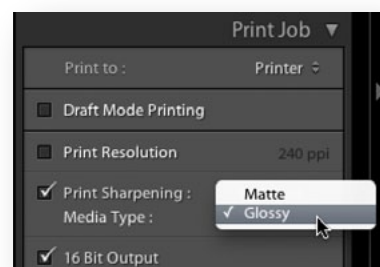 Print Job ▼
Print to : Printer
Draft Mode Printing
Print Resolution 240 ppi
Print Sharpening : Matte
Media Type : ✓ Glossy
16 Bit Output